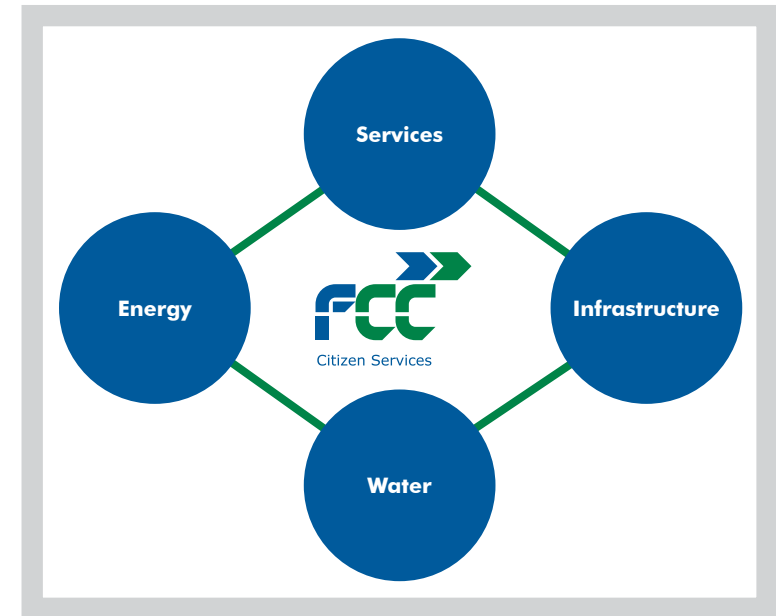 Services
Energy
FCC
Citizen Services
Infrastructure
Water